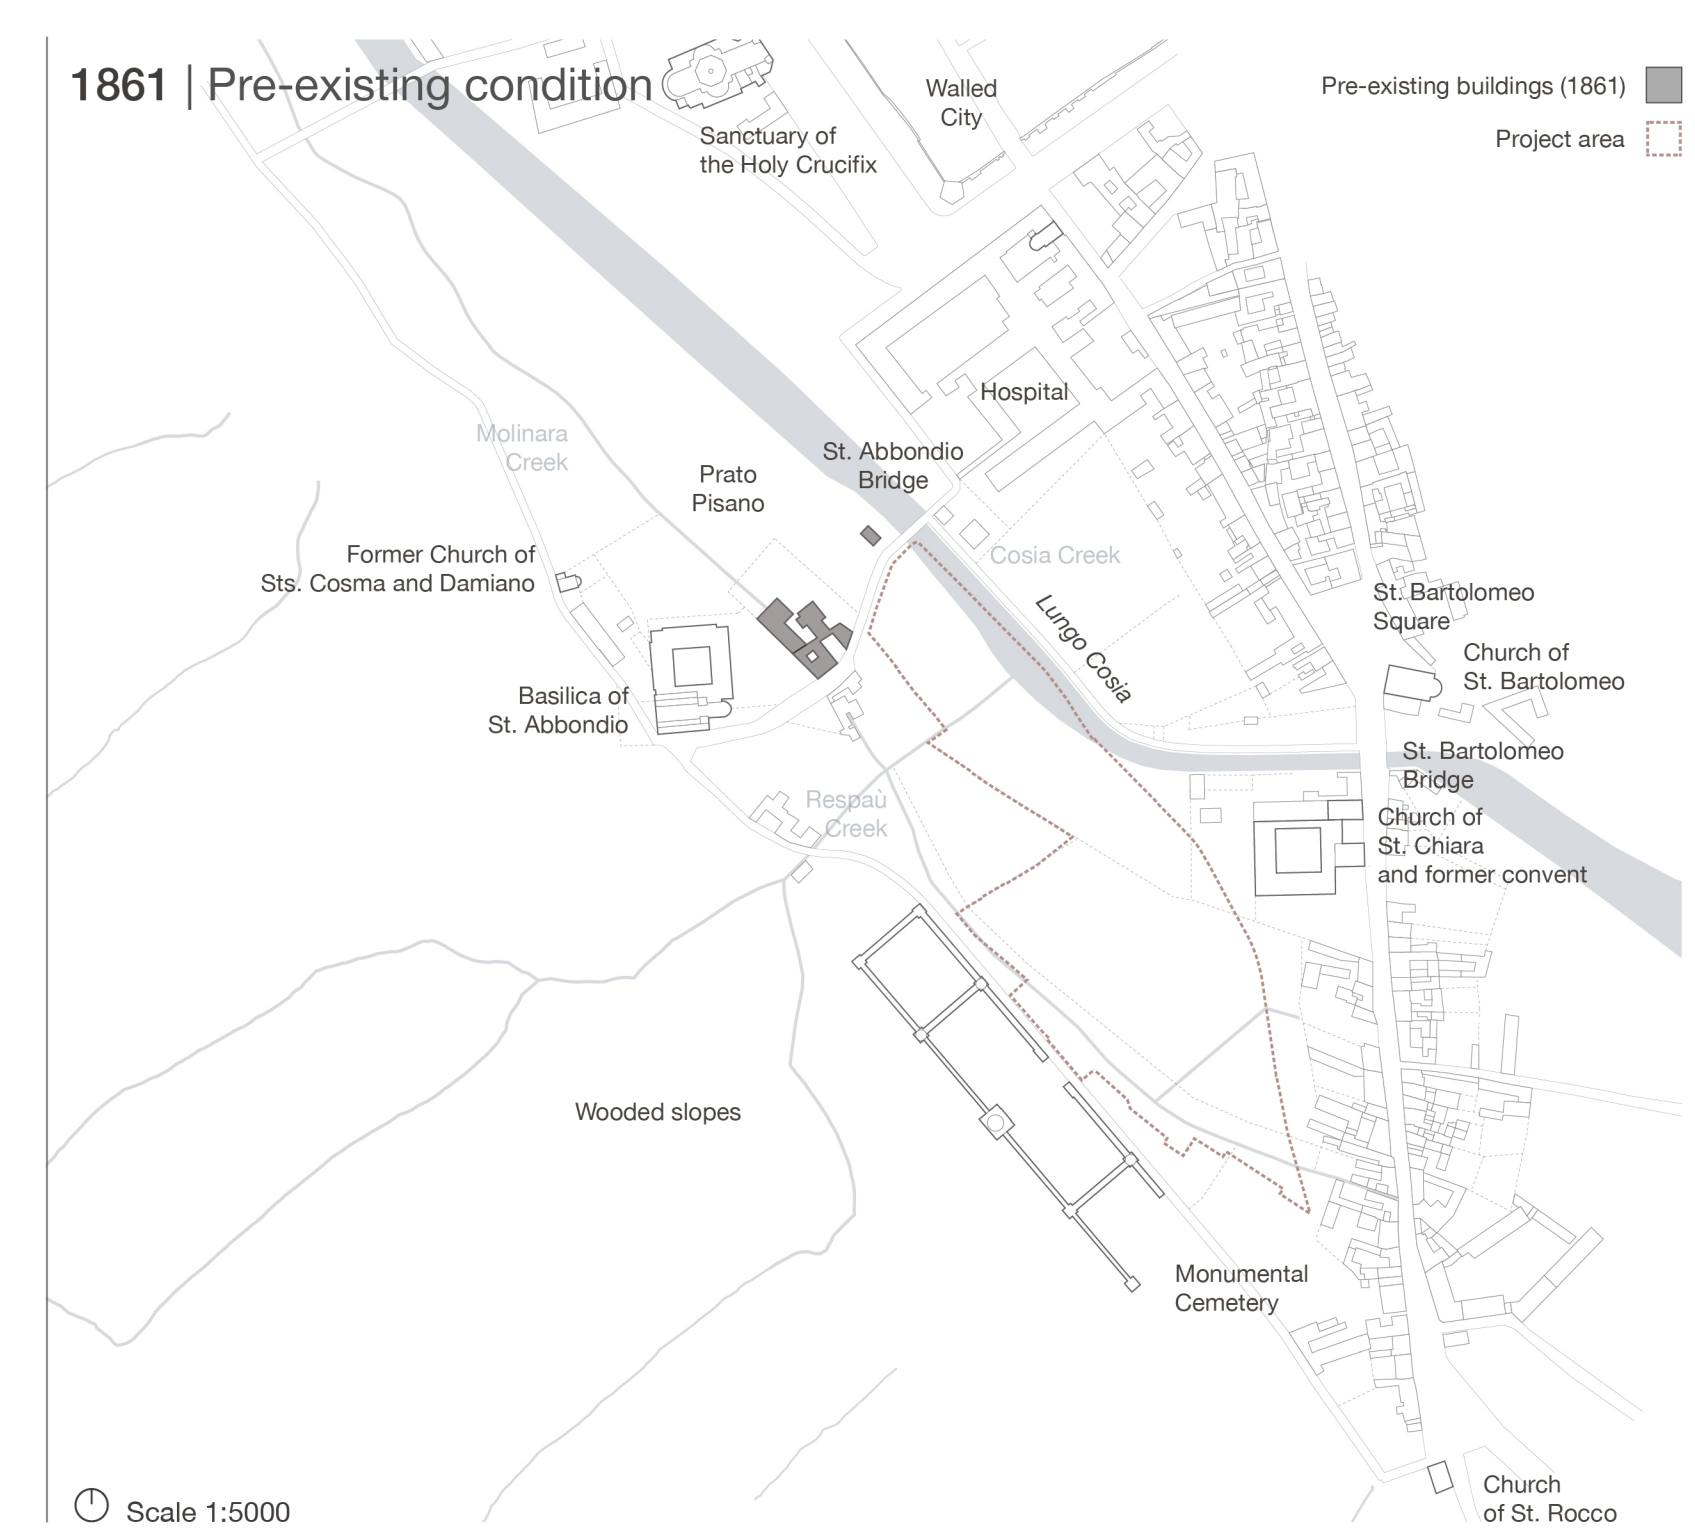 1861 | Pre-existing condition
Pre-existing buildings (1861)
Project area
Walled
City
Sanctuary of
the Holy Crucifix
Hospital
Molinara
Creek
St. Abbondio
Bridge
Prato
Pisano
Former Church of
Sts. Cosma and Damiano
Cosia Creek
Lungo Cosia
St. Bartolomeo
Square
Church of
St. Bartolomeo
Basilica of
St. Abbondio
St. Bartolomeo
Bridge
Respaù
Creek
Church of
St. Chiara
and former convent
Wooded slopes
Monumental
Cemetery
Church
of St. Rocco
Scale 1:5000